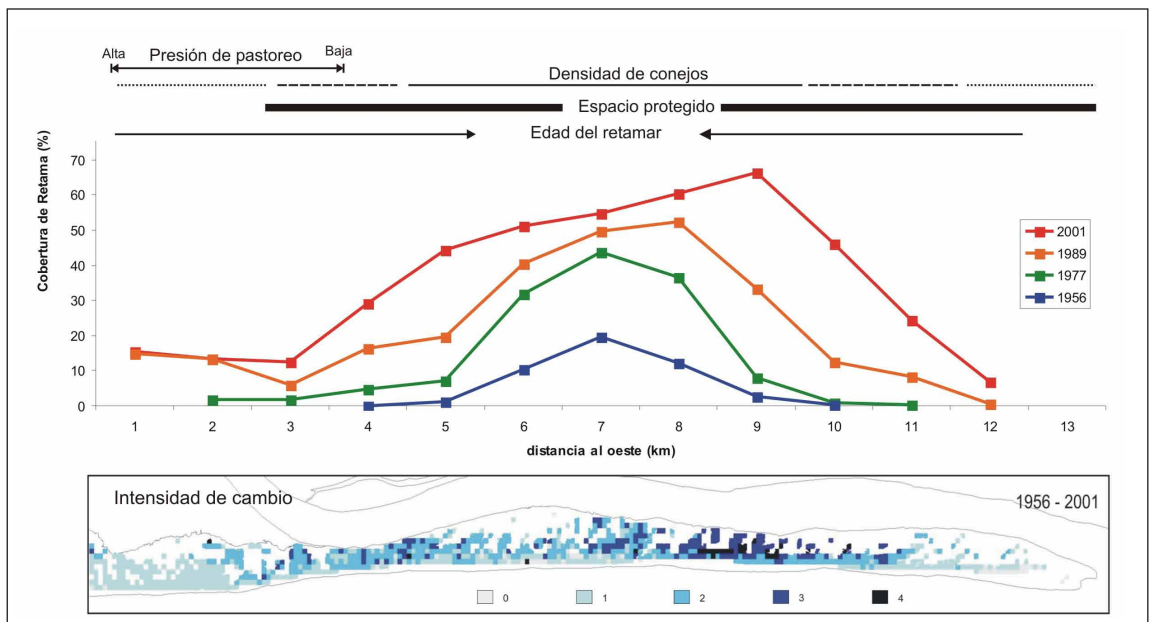 Alta Presión de pastoreo Baja
Densidad de conejos
Espacio protegido
Edad del retamar
Cobertura de Retama (%)
70
60
50
40
30
20
10
0
2001
1989
1977
1956
1 2 3 4 5 6 7 8 9 10 11 12 13
distancia al oeste (km)
Intensidad de cambio 1956 - 2001
0 1 2 3 4